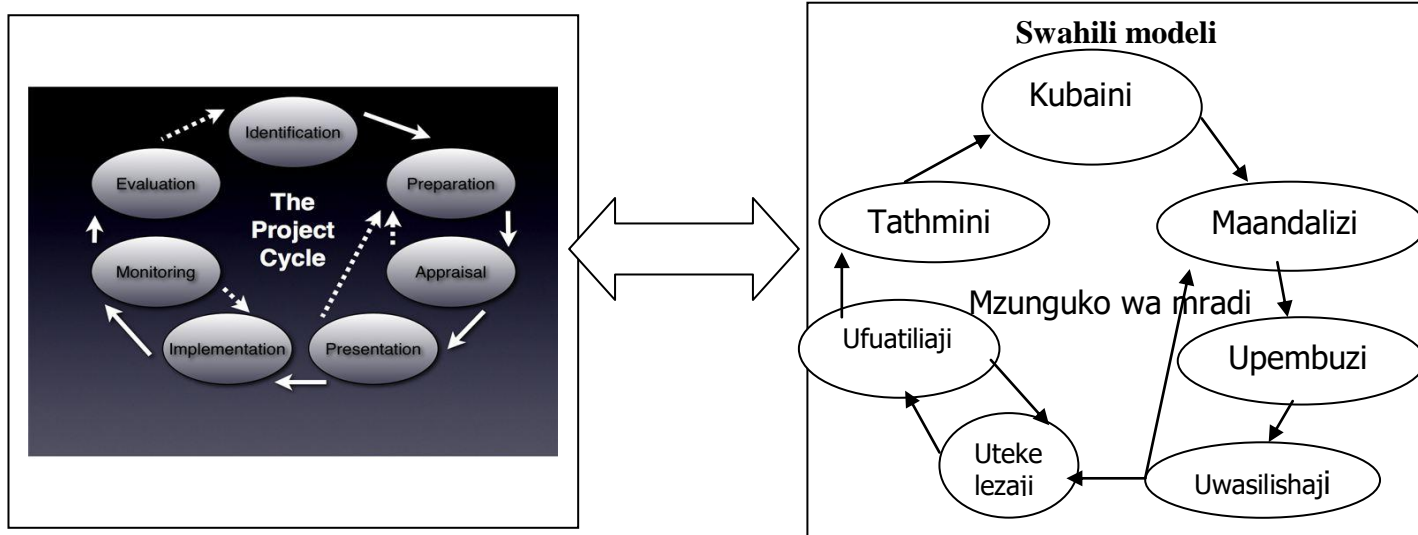 Identification
Preparation
Appraisal
Presentation
Implementation
Monitoring
Evaluation
The
Project
Cycle
Swahili modeli
Kubaini
Maandalizi
Upembuzi
Uwasilishaji
Uteke
lezaji
Ufuatiliaji
Tathmini
Mzunguko wa mradi